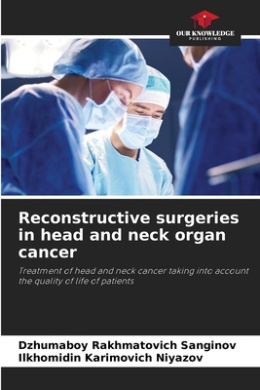 OUR KNOWLEDGE
PUBLISHING
Reconstructive surgeries
in head and neck organ
cancer
Treatment of head and neck cancer taking into account
the quality of life of patients
Dzhumaboy Rakhmatovich Sanginov
Ilkhomidin Karimovich Niyazov